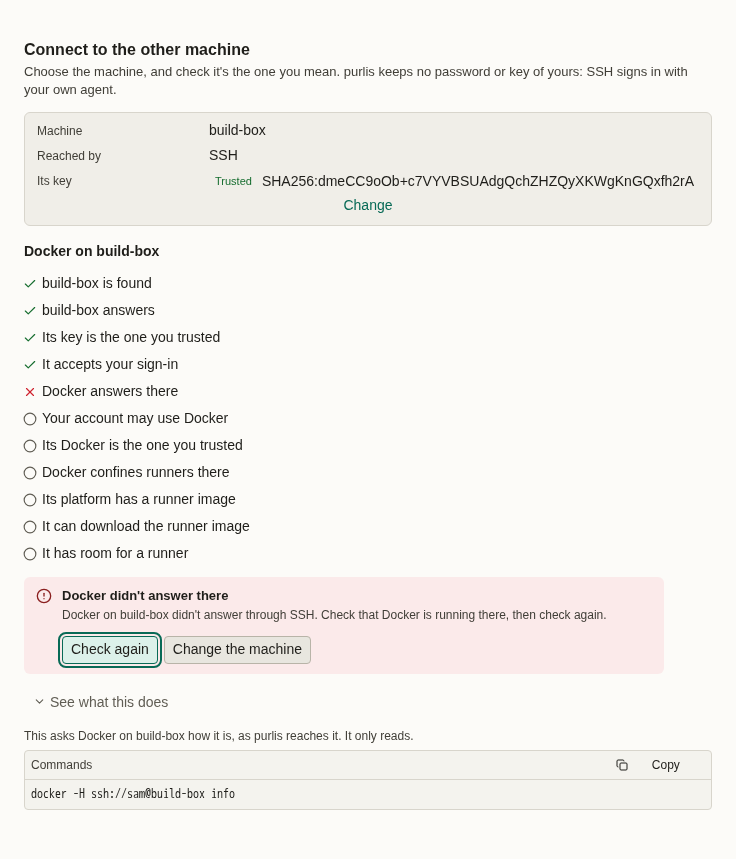 Connect to the other machine
Choose the machine, and check it's the one you mean. purlis keeps no password or key of yours: SSH signs in with
your own agent.
Machine build-box
Reached by SSH
Its key Trusted SHA256:dmeCC9oOb+c7VYVBSUAdgQchZHZQyXKWgKnGQxfh2rA
Change
Docker on build-box
build-box is found
build-box answers
Its key is the one you trusted
It accepts your sign-in
Docker answers there
Your account may use Docker
Its Docker is the one you trusted
Docker confines runners there
Its platform has a runner image
It can download the runner image
It has room for a runner
Docker didn't answer there
Docker on build-box didn't answer through SSH. Check that Docker is running there, then check again.
Check again Change the machine
See what this does
This asks Docker on build-box how it is, as purlis reaches it. It only reads.
Commands Copy
docker -H ssh://sam@build-box info